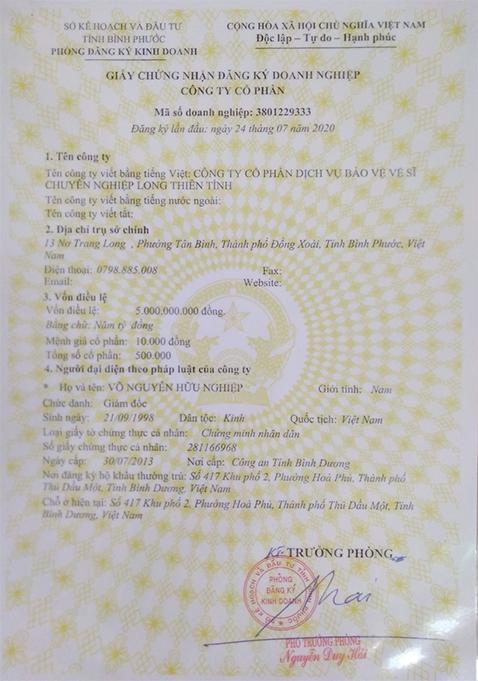 SỞ KẾ HOẠCH VÀ ĐẦU TƯ
TỈNH BÌNH PHƯỚC
PHÒNG ĐĂNG KÝ KINH DOANH
CỘNG HÒA XÃ HỘI CHỦ NGHĨA VIỆT NAM
Độc lập – Tự do – Hạnh phúc
GIẤY CHỨNG NHẬN ĐĂNG KÝ DOANH NGHIỆP
CÔNG TY CỔ PHẦN
Mã số doanh nghiệp: 3801229333
Đăng ký lần đầu: ngày 24 tháng 07 năm 2020
1. Tên công ty
Tên công ty viết bằng tiếng Việt: CÔNG TY CỔ PHẦN DỊCH VỤ BẢO VỆ VỆ SĨ
CHUYÊN NGHIỆP LONG THIÊN TÍNH
Tên công ty viết bằng tiếng nước ngoài:
Tên công ty viết tắt:
2. Địa chỉ trụ sở chính
13 Nơ Trang Long , Phường Tân Bình, Thành phố Đồng Xoài, Tỉnh Bình Phước, Việt
Nam
Điện thoại: 0798.885.008 Fax:
Email: Website:
3. Vốn điều lệ
Vốn điều lệ: 5.000.000.000 đồng.
Bằng chữ: Năm tỷ đồng
Mệnh giá cổ phần: 10.000 đồng
Tổng số cổ phần: 500.000
4. Người đại diện theo pháp luật của công ty
* Họ và tên: VÕ NGUYỄN HỮU NGHIỆP Giới tính: Nam
Chức danh: Giám đốc
Sinh ngày: 21/09/1998 Dân tộc: Kinh Quốc tịch: Việt Nam
Loại giấy tờ chứng thực cá nhân: Chứng minh nhân dân
Số giấy chứng thực cá nhân: 281166968
Ngày cấp: 30/07/2013 Nơi cấp: Công an Tỉnh Bình Dương
Nơi đăng ký hộ khẩu thường trú: Số 417 Khu phố 2, Phường Hoà Phú, Thành phố
Thủ Dầu Một, Tỉnh Bình Dương, Việt Nam
Chỗ ở hiện tại: Số 417 Khu phố 2, Phường Hoà Phú, Thành phố Thủ Dầu Một, Tỉnh
Bình Dương, Việt Nam
KT. TRƯỞNG PHÒNG
PHÒNG
ĐĂNG KÝ
KINH DOANH
SỞ KẾ HOẠCH VÀ ĐẦU TƯ TỈNH BÌNH PHƯỚC
PHÓ TRƯỞNG PHÒNG
Nguyễn Duy Hải